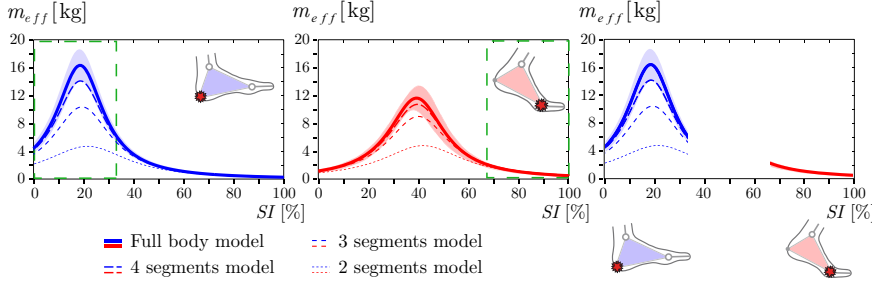 m_eff [kg] m_eff [kg] m_eff [kg]
20 20 20
16 16 16
12 12 12
8 8 8
4 4 4
0 0 0
0 20 40 60 80 100 0 20 40 60 80 100 0 20 40 60 80 100
SI [%] SI [%] SI [%]
Full body model 3 segments model
4 segments model 2 segments model